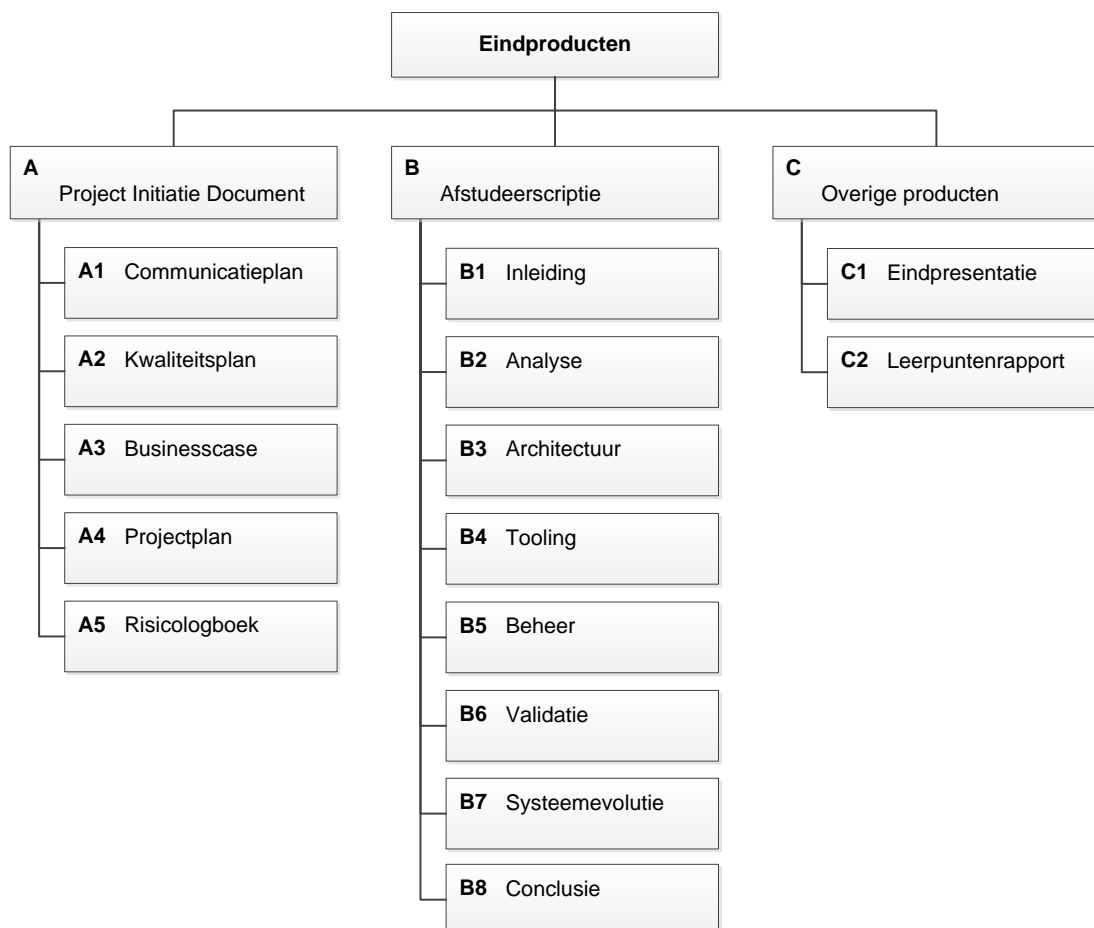 Eindproducten
A
Project Initiatie Document
A1 Communicatieplan
A2 Kwaliteitsplan
A3 Businesscase
A4 Projectplan
A5 Risicologboek
B
Afstudeerscriptie
B1 Inleiding
B2 Analyse
B3 Architectuur
B4 Tooling
B5 Beheer
B6 Validatie
B7 Systeemevolutie
B8 Conclusie
C
Overige producten
C1 Eindpresentatie
C2 Leerpuntenrapport